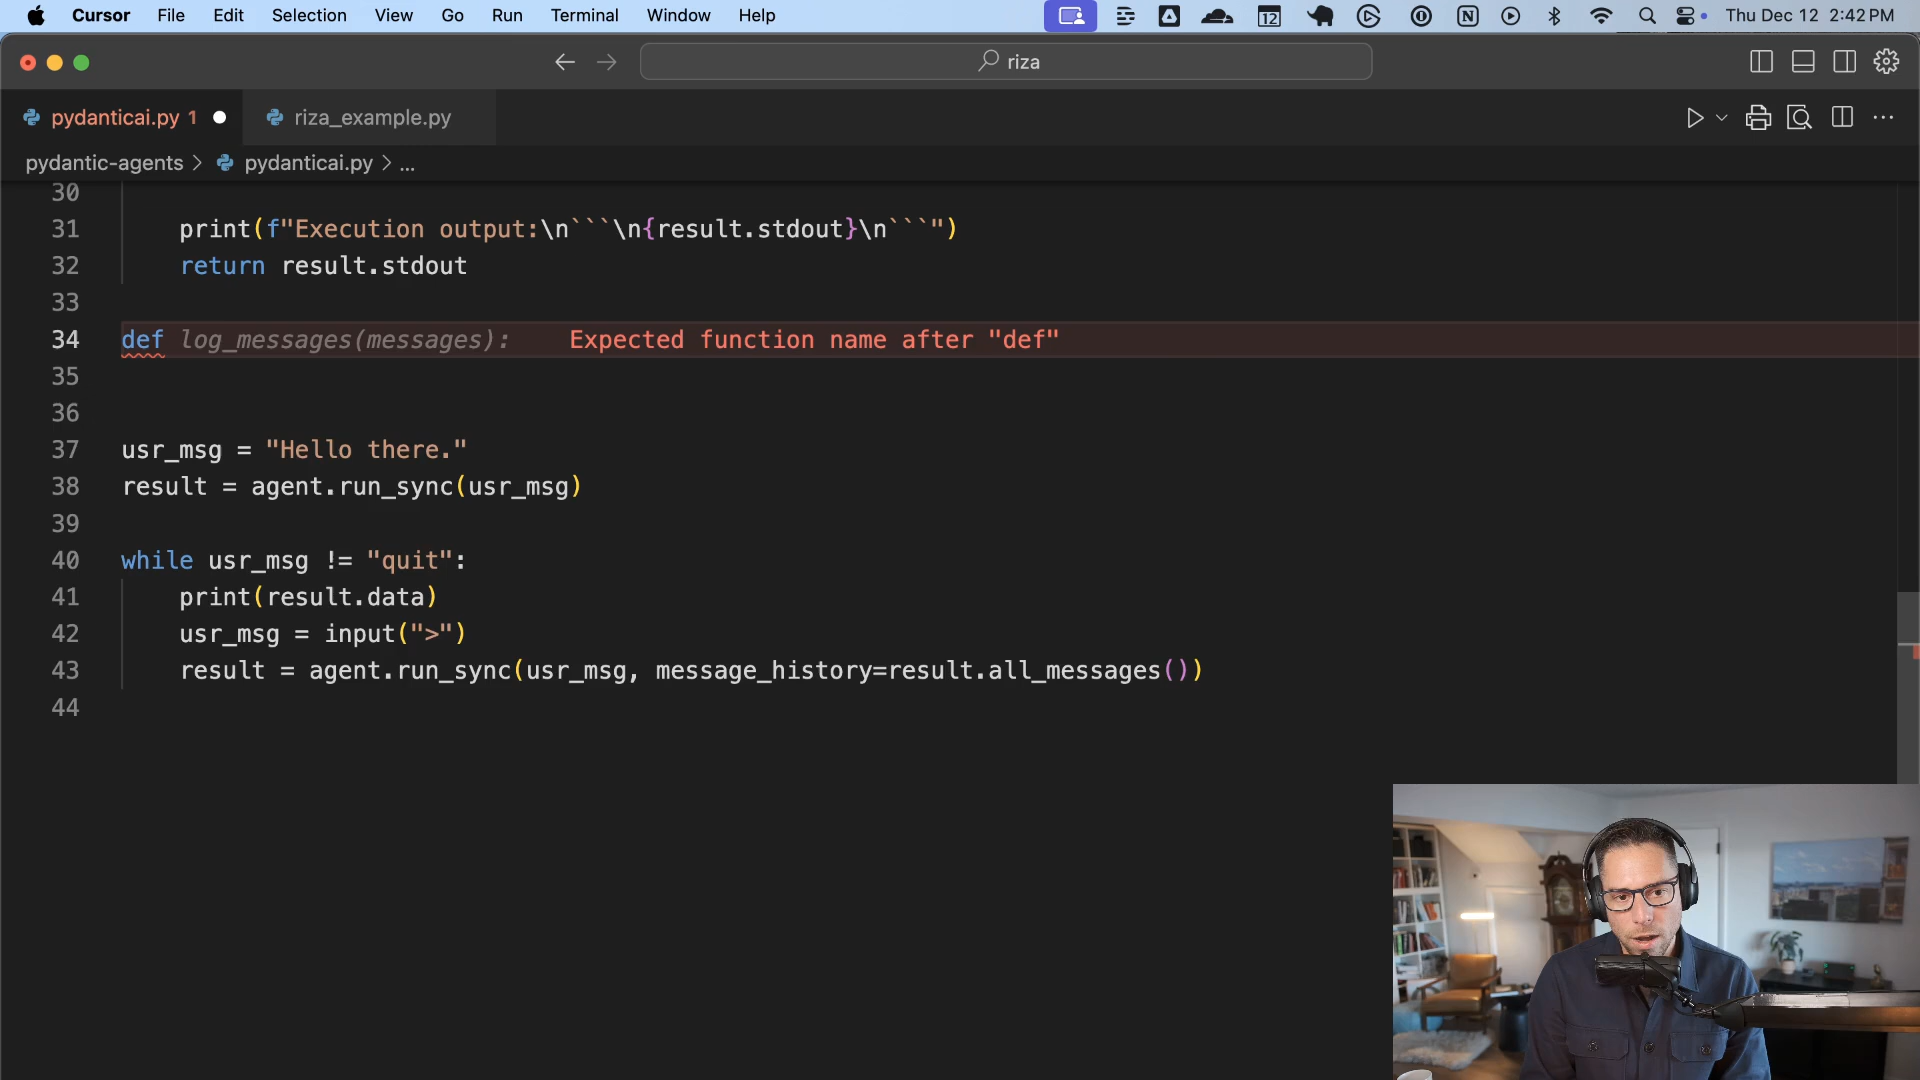 Cursor File Edit Selection View Go Run Terminal Window Help 12 Thu Dec 12 2:42 PM
riza
pydanticai.py 1 riza_example.py
pydantic-agents > pydanticai.py > ...
30
31 print(f"Execution output:\n```\n{result.stdout}\n```")
32 return result.stdout
33
34 def log_messages(messages): Expected function name after "def"
35
36
37 usr_msg = "Hello there."
38 result = agent.run_sync(usr_msg)
39
40 while usr_msg != "quit":
41 print(result.data)
42 usr_msg = input(">")
43 result = agent.run_sync(usr_msg, message_history=result.all_messages())
44